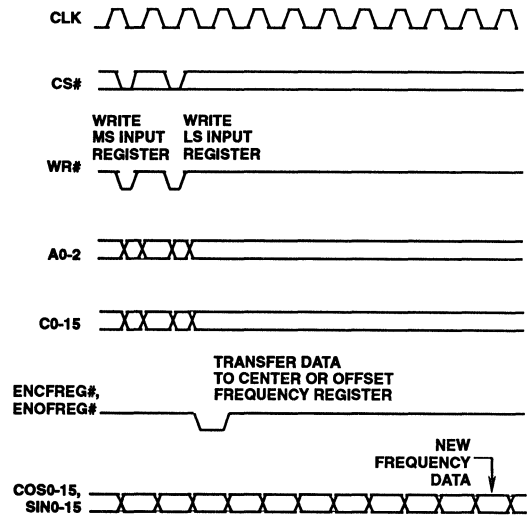 CLK
CS#
WRITE
MS INPUT
REGISTER
WRITE
LS INPUT
REGISTER
WR#
A0-2
C0-15
TRANSFER DATA
TO CENTER OR OFFSET
FREQUENCY REGISTER
ENCFREG#,
ENOFREG#
NEW
FREQUENCY
DATA
COS0-15,
SIN0-15